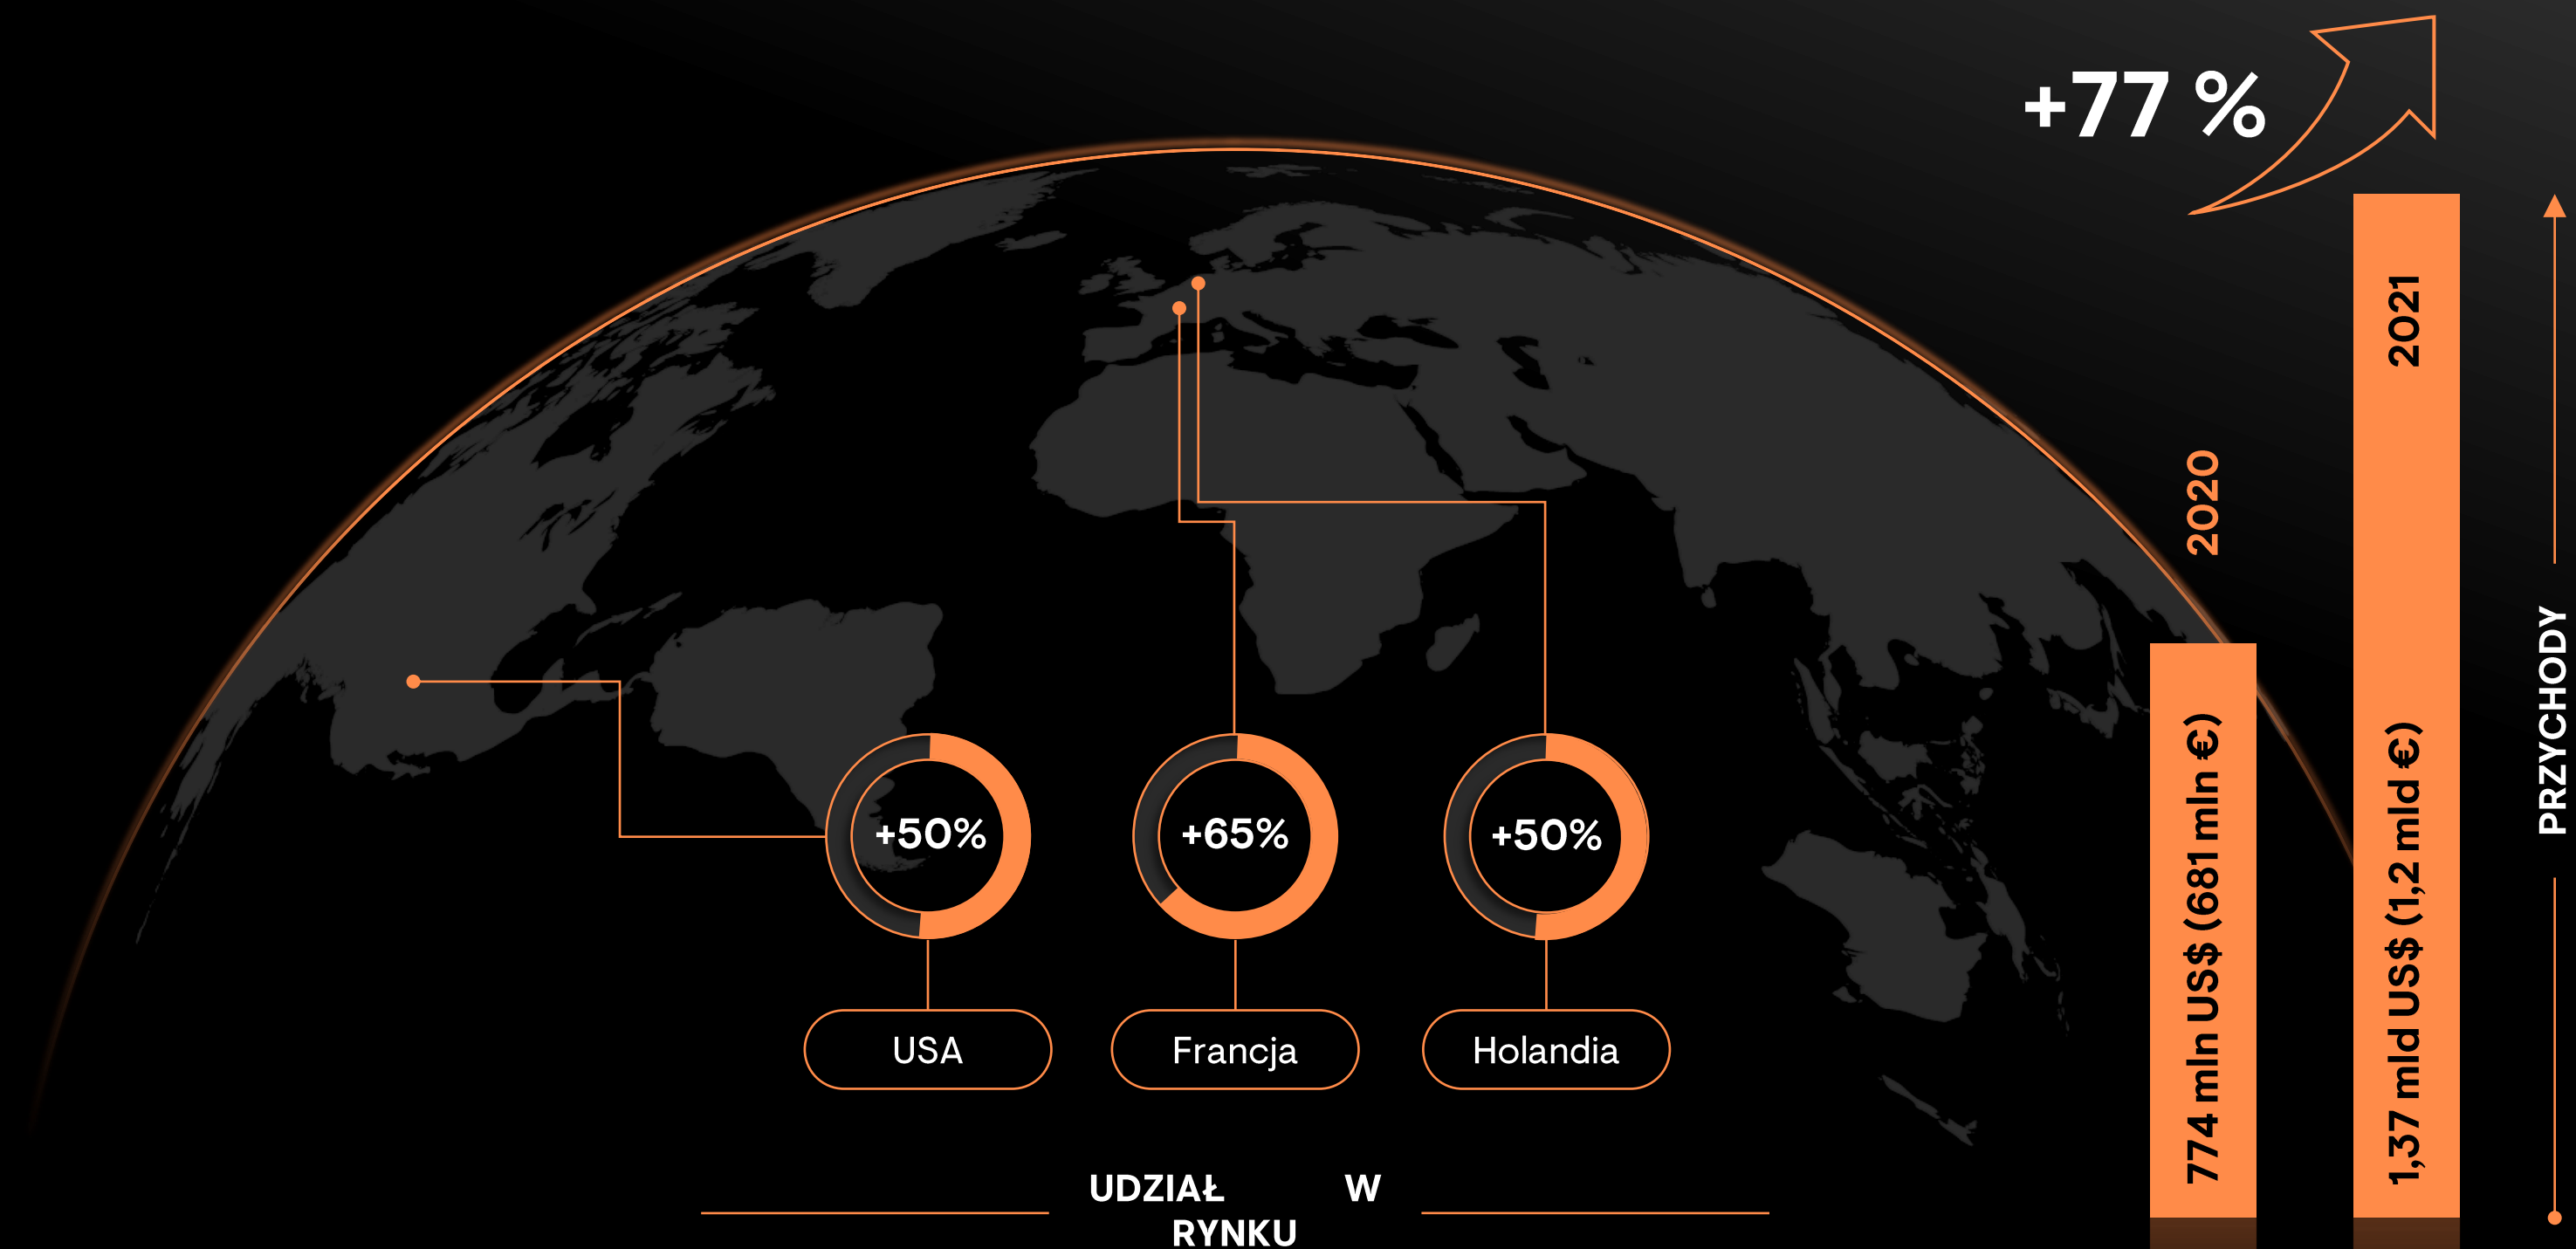 +77 %
2021
2020
PRZYCHODY
774 mln US$ (681 mln €)
1,37 mld US$ (1,2 mld €)
+50%
+65%
+50%
USA
Francja
Holandia
UDZIAŁ W
RYNKU